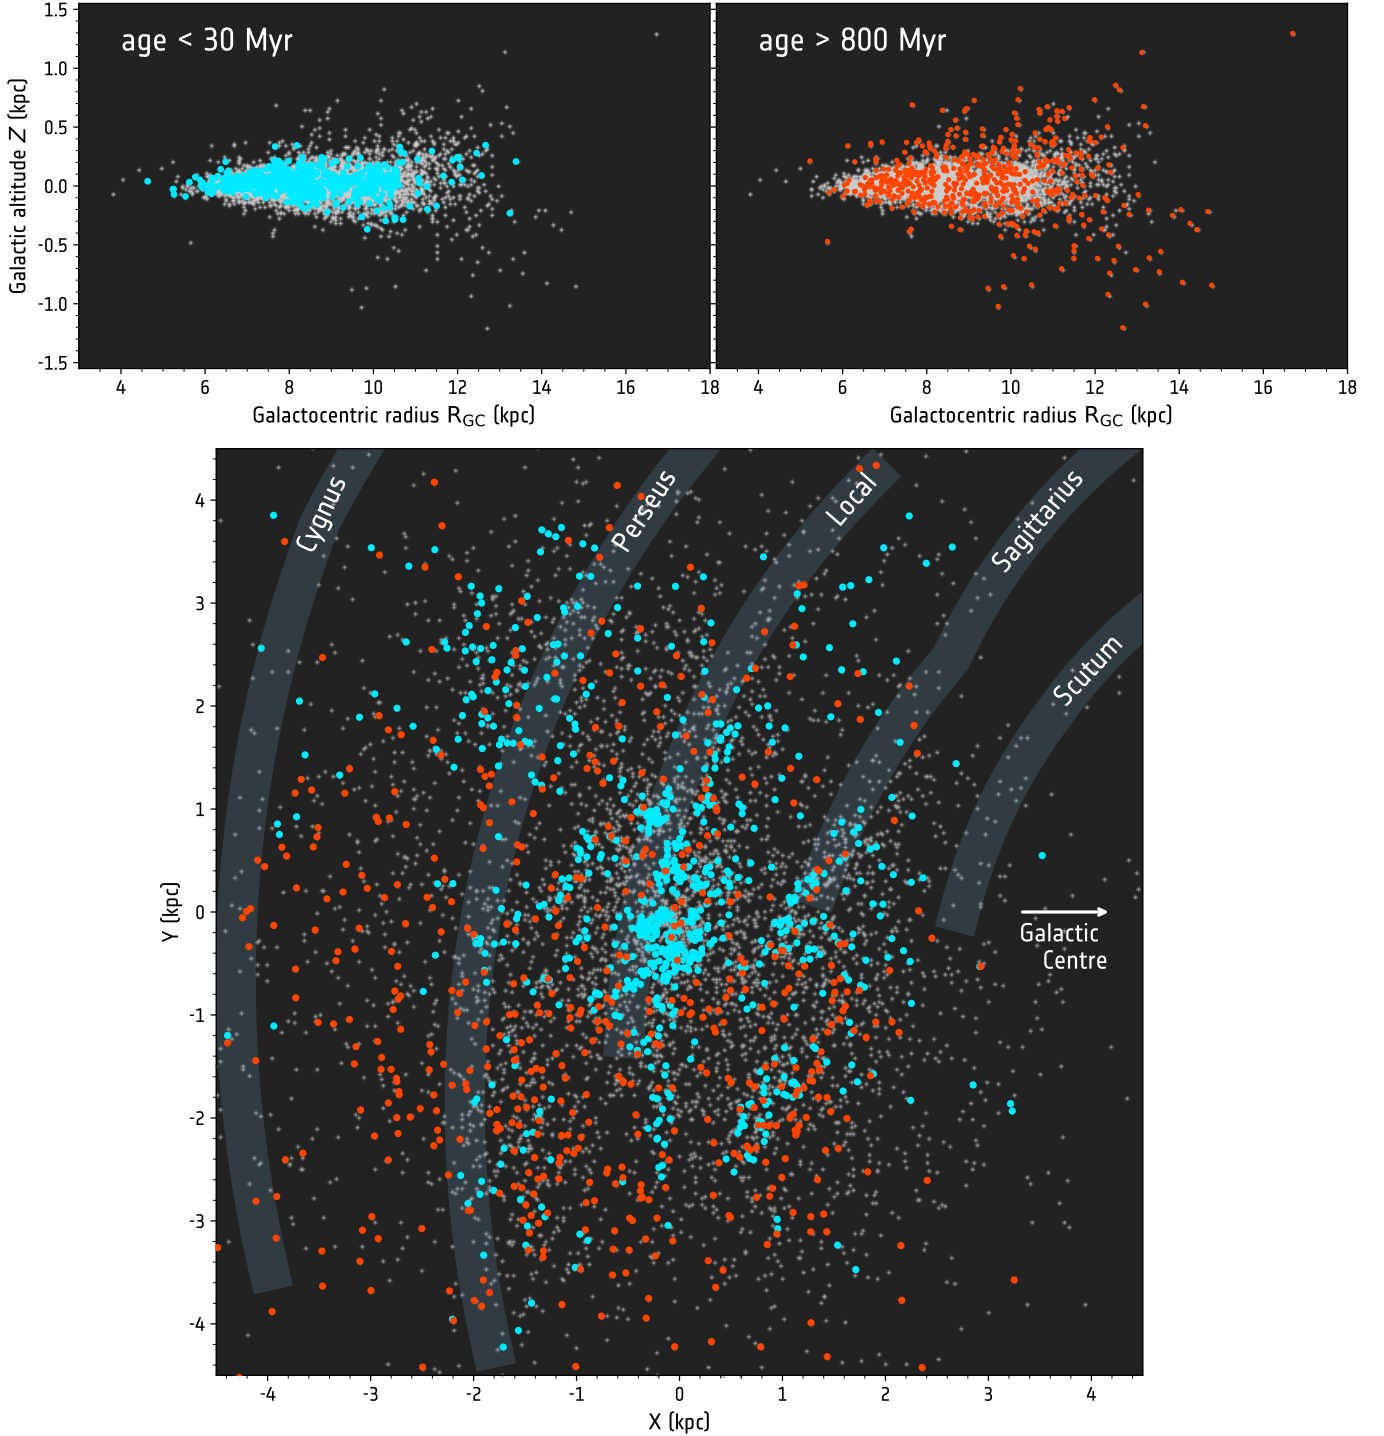 age < 30 Myr
age > 800 Myr
Galactic altitude Z (kpc)
1.5
1.0
0.5
0.0
-0.5
-1.0
-1.5
4 6 8 10 12 14 16 18
4 6 8 10 12 14 16 18
Galactocentric radius R_GC (kpc)
Galactocentric radius R_GC (kpc)
Cygnus
Perseus
Local
Sagittarius
Scutum
Galactic
Centre
Y (kpc)
4
3
2
1
0
-1
-2
-3
-4
-4 -3 -2 -1 0 1 2 3 4
X (kpc)